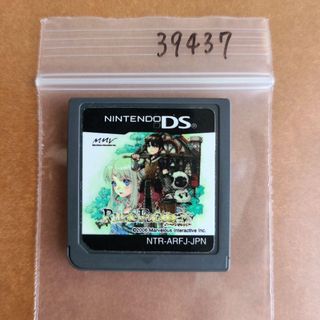 39437
NINTENDO DS
MMV
©2006 Marvelous Interactive Inc.
NTR-ARFJ-JPN